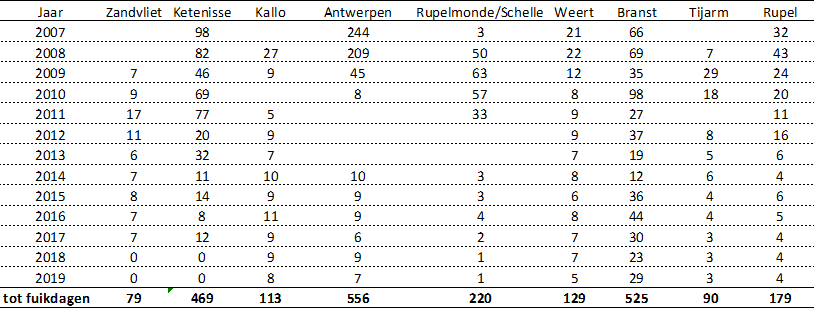 Jaar Zandvliet Ketenisse Kallo Antwerpen Rupelmonde/Schelle Weert Branst Tijarm Rupel
2007 98 244 3 21 66 32
2008 82 27 209 50 22 69 7 43
2009 7 46 9 45 63 12 35 29 24
2010 9 69 8 57 8 98 18 20
2011 17 77 5 33 9 27 11
2012 11 20 9 9 37 8 16
2013 6 32 7 7 19 5 6
2014 7 11 10 10 3 8 12 6 4
2015 8 14 9 9 3 6 36 4 6
2016 7 8 11 9 4 8 44 4 5
2017 7 12 9 6 2 7 30 3 4
2018 0 0 9 9 1 7 23 3 4
2019 0 0 8 7 1 5 29 3 4
tot fuikdagen 79 469 113 556 220 129 525 90 179